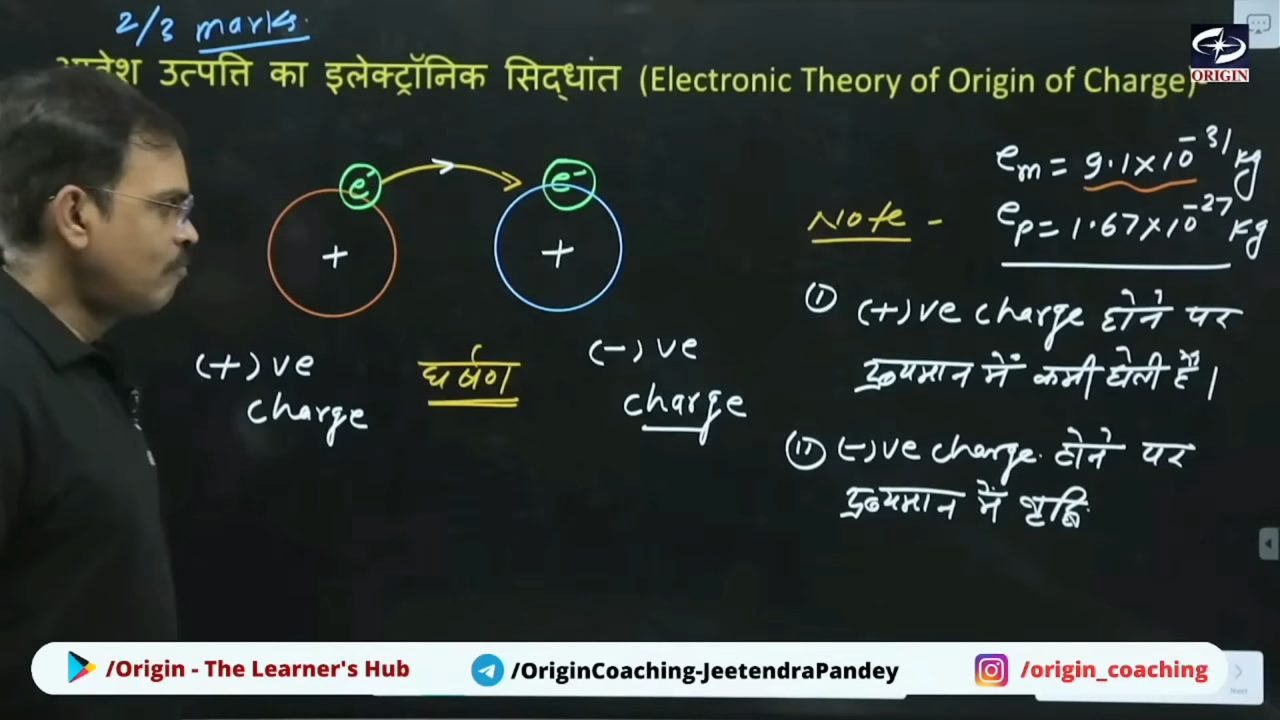 2/3 marks.
आवेश उत्पत्ति का इलेक्ट्रॉनिक सिद्धांत (Electronic Theory of Origin of Charge)-
ORIGIN
e⁻ e⁻
+ +
(+)ve
charge
घर्षण
(-)ve
charge
em = 9.1×10⁻³¹ kg
ep = 1.67×10⁻²⁷ kg
Note -
(I) (+)ve charge होने पर
द्रव्यमान में कमी होती है।
(II) (-)ve charge होने पर
द्रव्यमान में वृद्धि
/Origin - The Learner's Hub
/OriginCoaching-JeetendraPandey
/origin_coaching
Next